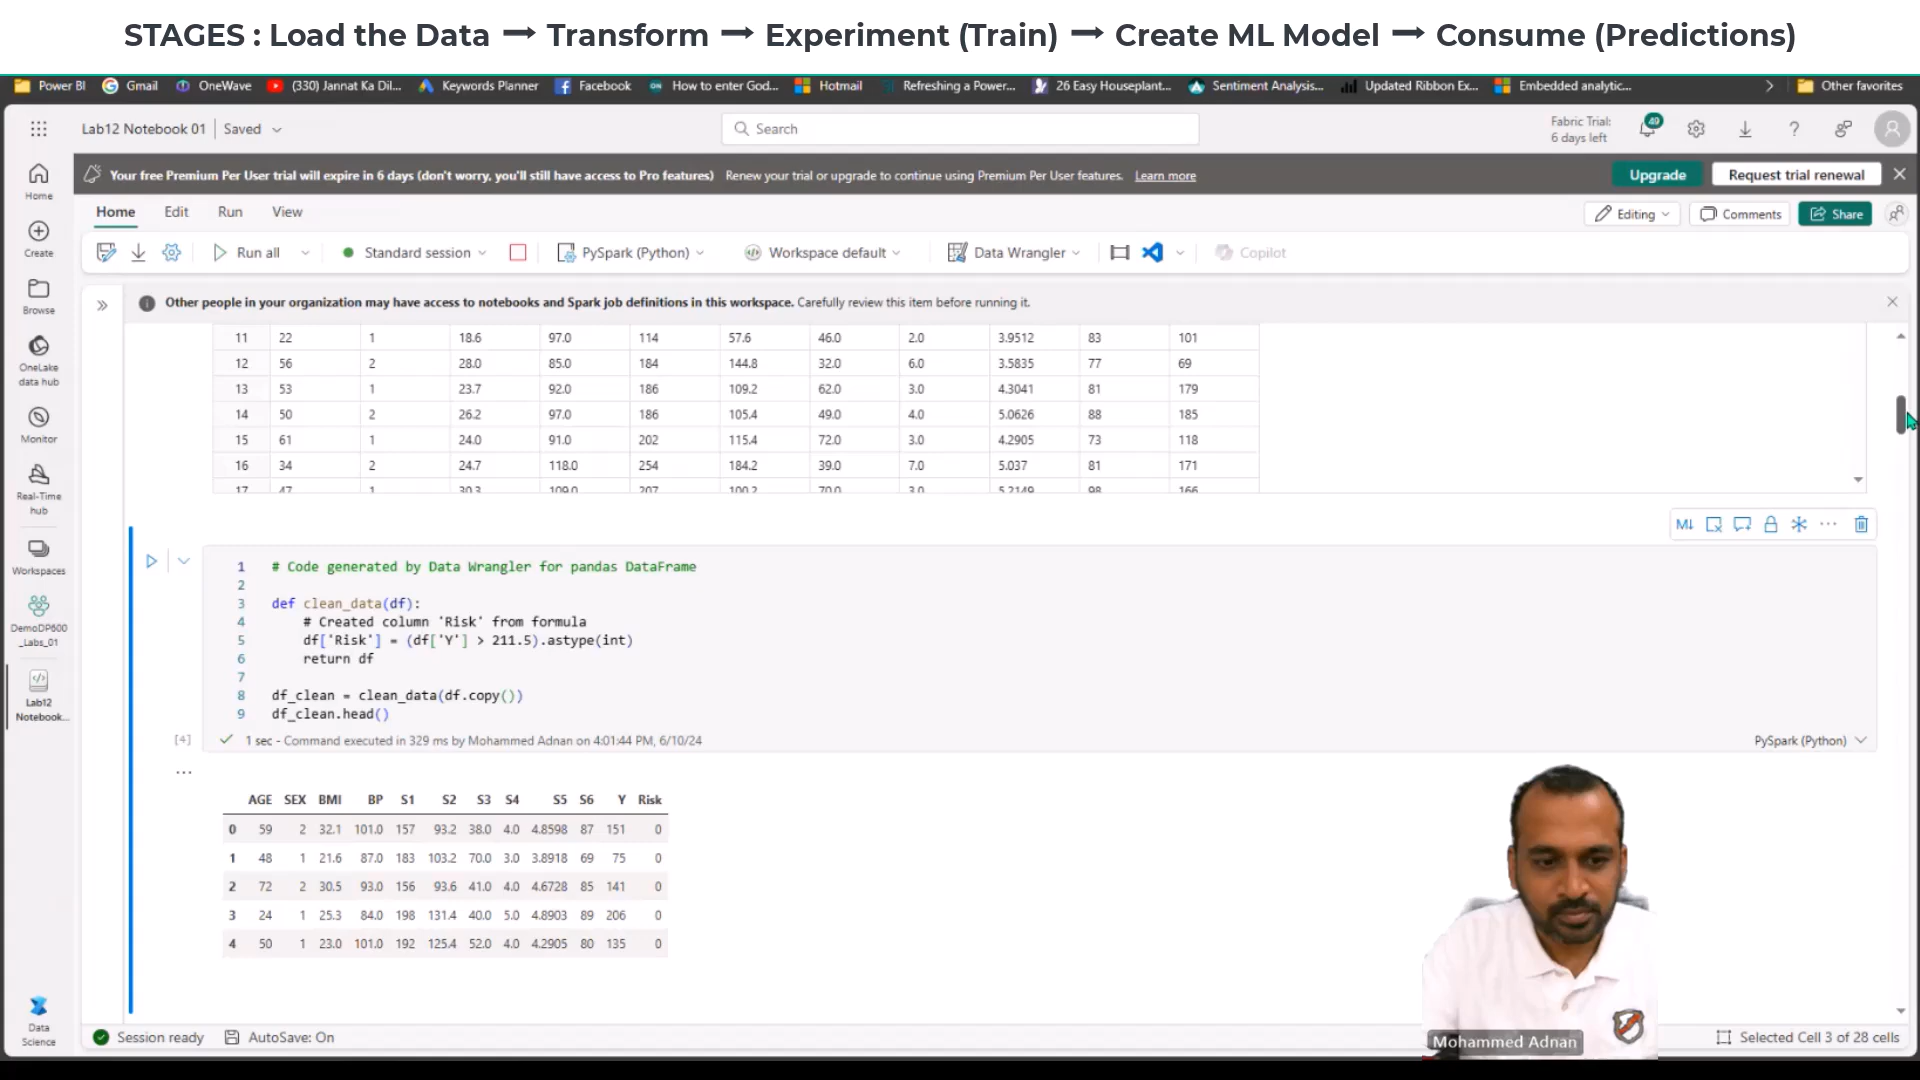 STAGES : Load the Data → Transform → Experiment (Train) → Create ML Model → Consume (Predictions)
Power BI Gmail OneWave (330) Jannat Ka Dil... Keywords Planner Facebook How to enter God... Hotmail Refreshing a Power... 26 Easy Houseplant... Sentiment Analysis... Updated Ribbon Ex... Embedded analytic... Other favorites
Lab12 Notebook 01 | Saved
Search
Fabric Trial:
6 days left
49
Your free Premium Per User trial will expire in 6 days (don't worry, you'll still have access to Pro features) Renew your trial or upgrade to continue using Premium Per User features. Learn more
Upgrade Request trial renewal
Home Edit Run View
Editing Comments Share
Run all Standard session PySpark (Python) Workspace default Data Wrangler Copilot
Other people in your organization may have access to notebooks and Spark job definitions in this workspace. Carefully review this item before running it.
Home
Create
Browse
OneLake
data hub
Monitor
Real-Time
hub
Workspaces
DemoDP600
_Labs_01
Lab12
Notebook...
Data
Science
11 22 1 18.6 97.0 114 57.6 46.0 2.0 3.9512 83 101
12 56 2 28.0 85.0 184 144.8 32.0 6.0 3.5835 77 69
13 53 1 23.7 92.0 186 109.2 62.0 3.0 4.3041 81 179
14 50 2 26.2 97.0 186 105.4 49.0 4.0 5.0626 88 185
15 61 1 24.0 91.0 202 115.4 72.0 3.0 4.2905 73 118
16 34 2 24.7 118.0 254 184.2 39.0 7.0 5.037 81 171
17 47 1 30.3 109.0 207 100.2 70.0 3.0 5.2149 98 166
M↓
1 # Code generated by Data Wrangler for pandas DataFrame
2
3 def clean_data(df):
4 # Created column 'Risk' from formula
5 df['Risk'] = (df['Y'] > 211.5).astype(int)
6 return df
7
8 df_clean = clean_data(df.copy())
9 df_clean.head()
[4] 1 sec - Command executed in 329 ms by Mohammed Adnan on 4:01:44 PM, 6/10/24
PySpark (Python)
AGE SEX BMI BP S1 S2 S3 S4 S5 S6 Y Risk
0 59 2 32.1 101.0 157 93.2 38.0 4.0 4.8598 87 151 0
1 48 1 21.6 87.0 183 103.2 70.0 3.0 3.8918 69 75 0
2 72 2 30.5 93.0 156 93.6 41.0 4.0 4.6728 85 141 0
3 24 1 25.3 84.0 198 131.4 40.0 5.0 4.8903 89 206 0
4 50 1 23.0 101.0 192 125.4 52.0 4.0 4.2905 80 135 0
Mohammed Adnan
Session ready AutoSave: On
Selected Cell 3 of 28 cells